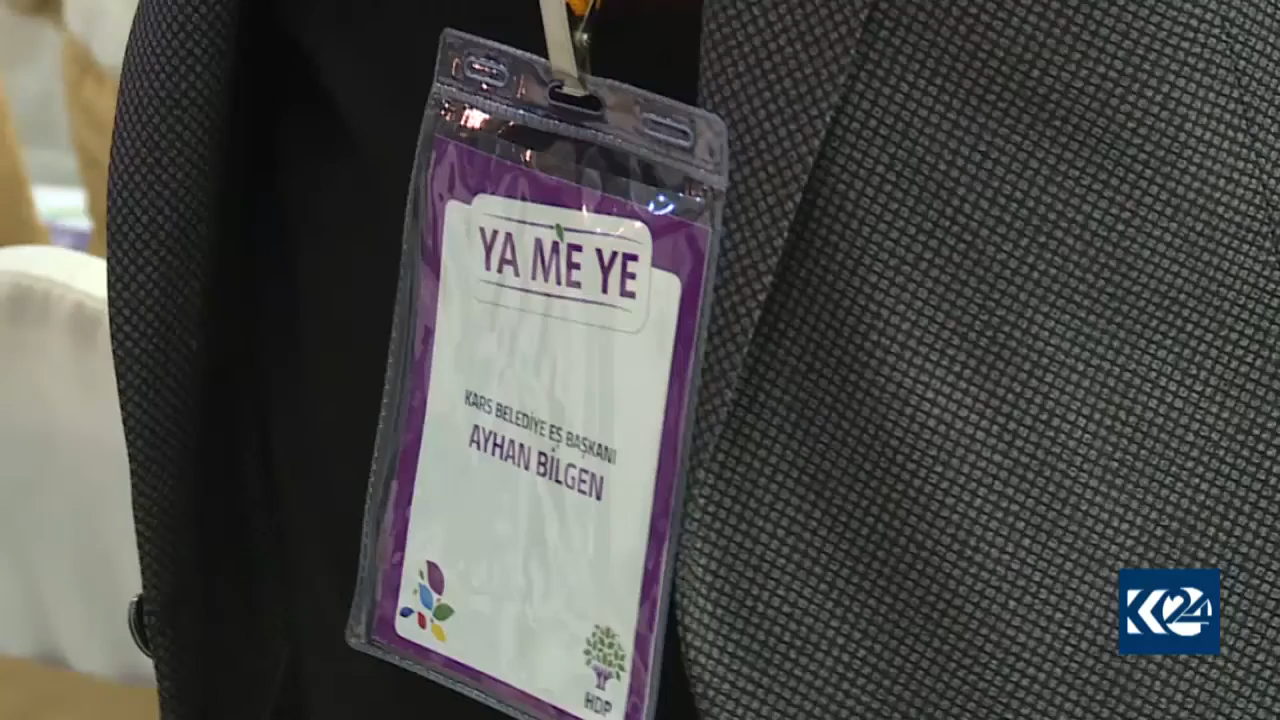 YA ME YE
KARS BELEDİYE EŞ BAŞKANI
AYHAN BİLGEN
HDP
K24